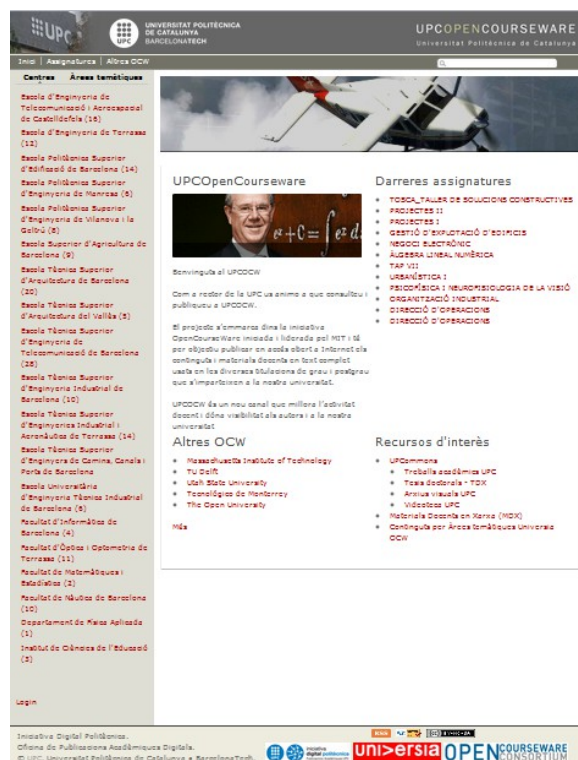 UPC
UNIVERSITAT POLITÈCNICA
DE CATALUNYA
BARCELONATECH
UPCOPENCOURSEWARE
Universitat Politècnica de Catalunya
Inici | Assignatures | Altres OCW
Centres Àrees temàtiques
Escola d'Enginyeria de
Telecomunicació i Aeroespacial
de Castelldefels (16)
Escola d'Enginyeria de Terrassa
(12)
Escola Politècnica Superior
d'Edificació de Barcelona (14)
Escola Politècnica Superior
d'Enginyeria de Manresa (6)
Escola Politècnica Superior
d'Enginyeria de Vilanova i la
Geltrú (8)
Escola Superior d'Agricultura de
Barcelona (9)
Escola Tècnica Superior
d'Arquitectura de Barcelona
(20)
Escola Tècnica Superior
d'Arquitectura del Vallès (5)
Escola Tècnica Superior
d'Enginyeria de
Telecomunicació de Barcelona
(28)
Escola Tècnica Superior
d'Enginyeria Industrial de
Barcelona (10)
Escola Tècnica Superior
d'Enginyeries Industrial i
Aeronàutica de Terrassa (14)
Escola Tècnica Superior
d'Enginyers de Camins, Canals i
Ports de Barcelona
Escola Universitària
d'Enginyeria Tècnica Industrial
de Barcelona (6)
Facultat d'Informàtica de
Barcelona (4)
Facultat d'Òptica i Optometria de
Terrassa (11)
Facultat de Matemàtiques i
Estadística (2)
Facultat de Nàutica de Barcelona
(10)
Departament de Física Aplicada
(1)
Institut de Ciències de l'Educació
(3)
Login
UPCOpenCourseware
Benvinguts al UPCOCW
Com a rector de la UPC us animo a que consulteu i
publiqueu a UPCOCW.
El projecte s'emmarca dins la iniciativa
OpenCourseWare iniciada i liderada pel MIT i té
per objectiu publicar en accés obert a Internet els
continguts i materials docents en text complet
usats en les diverses titulacions de grau i postgrau
que s'imparteixen a la nostra universitat.
UPCOCW és un nou canal que millora l'activitat
docent i dóna visibilitat als autors i a la nostra
universitat
Darreres assignatures
TOSCA_TALLER DE SOLUCIONS CONSTRUCTIVES
PROJECTES II
PROJECTES I
GESTIÓ D'EXPLOTACIÓ D'EDIFICIS
NEGOCI ELECTRÒNIC
ÀLGEBRA LINEAL NUMÈRICA
TAP VII
URBANÍSTICA I
PSICOFÍSICA I NEUROFISIOLOGIA DE LA VISIÓ
ORGANITZACIÓ INDUSTRIAL
DIRECCIÓ D'OPERACIONS
DIRECCIÓ D'OPERACIONS
Altres OCW
Massachusetts Institute of Technology
TU Delft
Utah State University
Tecnológico de Monterrey
The Open University
Més
Recursos d'interès
UPCommons
Treballs acadèmics UPC
Tesis doctorals - TDX
Arxius visuals UPC
Videoteca UPC
Materials Docents en Xarxa (MDX)
Continguts per Àrees temàtiques Universia
OCW
Iniciativa Digital Politècnica.
Oficina de Publicacions Acadèmiques Digitals.
© UPC. Universitat Politècnica de Catalunya · BarcelonaTech.
RSS
UPC
uni>ersia
OPENCOURSEWARE
CONSORTIUM